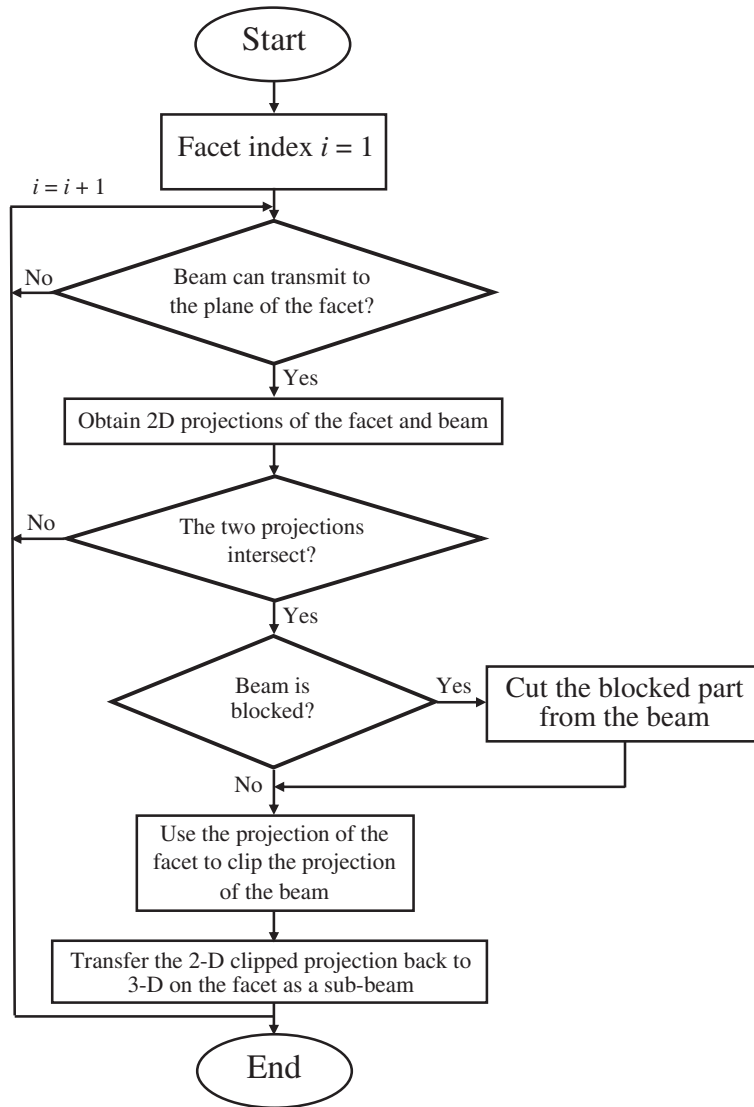 Start
Facet index i = 1
i = i + 1
Beam can transmit to
the plane of the facet?
No
Yes
Obtain 2D projections of the facet and beam
The two projections
intersect?
No
Yes
Beam is
blocked?
Yes
Cut the blocked part
from the beam
No
Use the projection of the
facet to clip the projection
of the beam
Transfer the 2-D clipped projection back to
3-D on the facet as a sub-beam
End